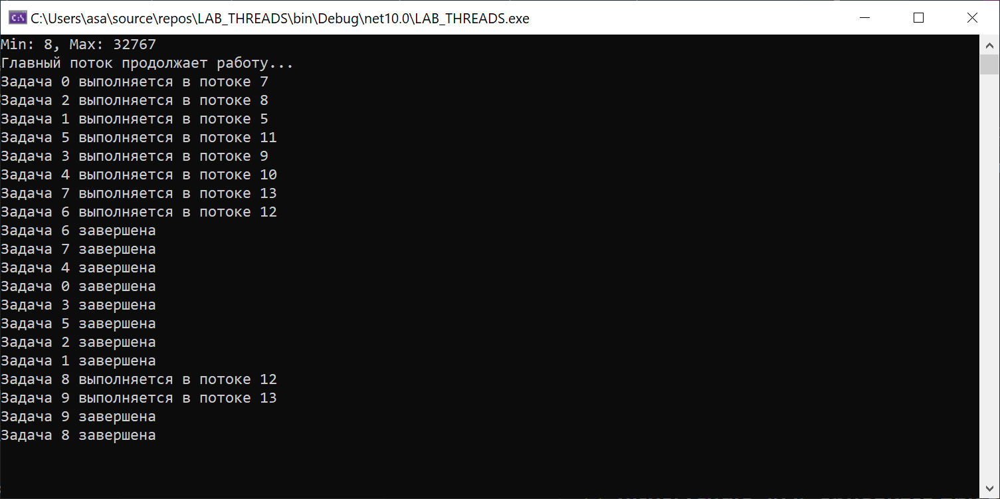 C:\Users\asa\source\repos\LAB_THREADS\bin\Debug\net10.0\LAB_THREADS.exe
Min: 8, Max: 32767
Главный поток продолжает работу...
Задача 0 выполняется в потоке 7
Задача 2 выполняется в потоке 8
Задача 1 выполняется в потоке 5
Задача 5 выполняется в потоке 11
Задача 3 выполняется в потоке 9
Задача 4 выполняется в потоке 10
Задача 7 выполняется в потоке 13
Задача 6 выполняется в потоке 12
Задача 6 завершена
Задача 7 завершена
Задача 4 завершена
Задача 0 завершена
Задача 3 завершена
Задача 5 завершена
Задача 2 завершена
Задача 1 завершена
Задача 8 выполняется в потоке 12
Задача 9 выполняется в потоке 13
Задача 9 завершена
Задача 8 завершена